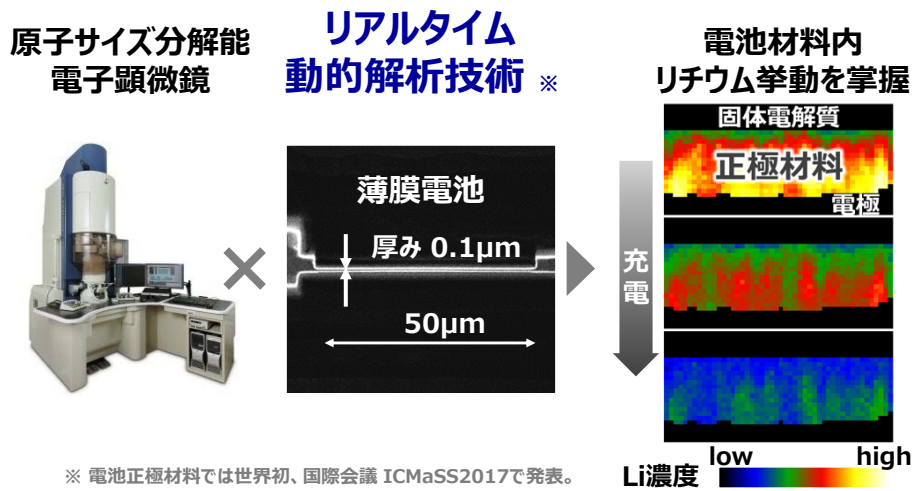 原子サイズ分解能
電子顕微鏡
リアルタイム
動的解析技術 ※
電池材料内
リチウム挙動を掌握
薄膜電池
厚み 0.1μm
50μm
充電
固体電解質
正極材料
電極
※ 電池正極材料では世界初、国際会議 ICMaSS2017で発表。
Li濃度
low
high